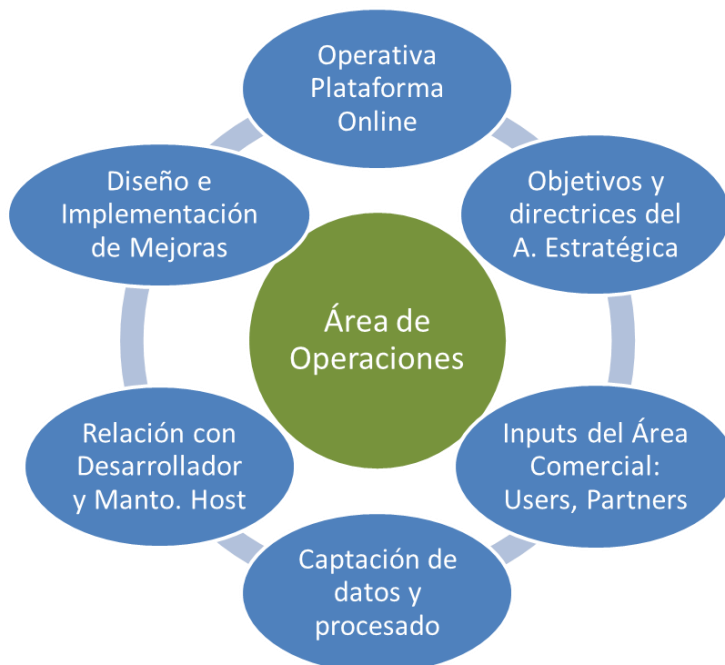 Operativa
Plataforma
Online
Objetivos y
directrices del
A. Estratégica
Inputs del Área
Comercial:
Users, Partners
Captación de
datos y
procesado
Relación con
Desarrollador
y Manto. Host
Diseño e
Implementación
de Mejoras
Área de
Operaciones